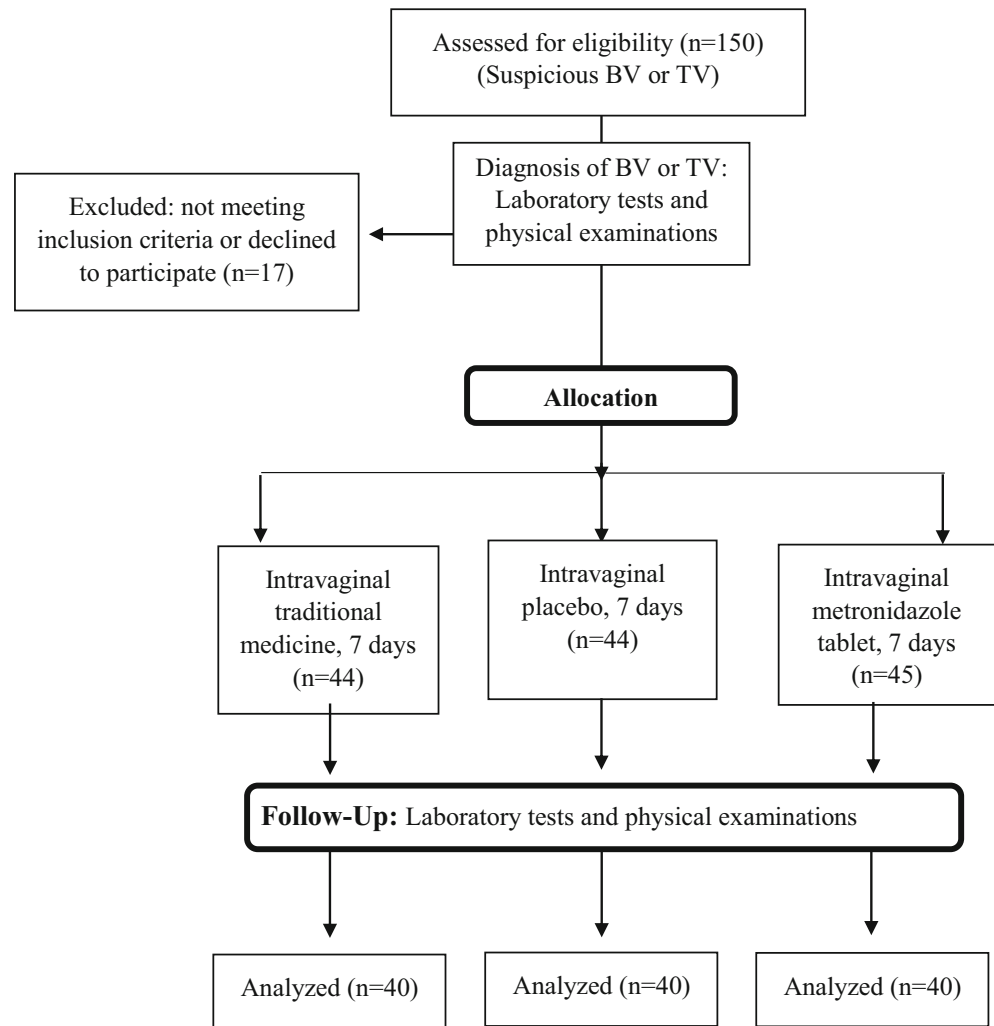 Assessed for eligibility (n=150)
(Suspicious BV or TV)
Diagnosis of BV or TV:
Laboratory tests and
physical examinations
Excluded: not meeting
inclusion criteria or declined
to participate (n=17)
Allocation
Intravaginal
traditional
medicine, 7 days
(n=44)
Intravaginal
placebo, 7 days
(n=44)
Intravaginal
metronidazole
tablet, 7 days
(n=45)
Follow-Up: Laboratory tests and physical examinations
Analyzed (n=40)
Analyzed (n=40)
Analyzed (n=40)